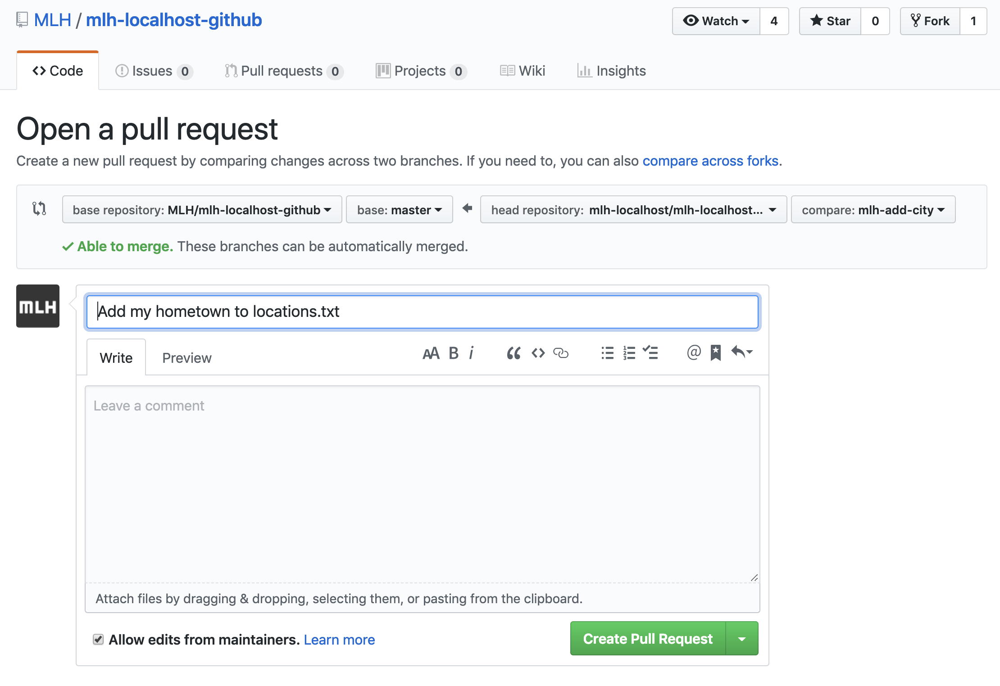 MLH / mlh-localhost-github Watch 4 Star 0 Fork 1
Code Issues 0 Pull requests 0 Projects 0 Wiki Insights
Open a pull request
Create a new pull request by comparing changes across two branches. If you need to, you can also compare across forks.
base repository: MLH/mlh-localhost-github base: master head repository: mlh-localhost/mlh-localhost... compare: mlh-add-city
Able to merge. These branches can be automatically merged.
MLH
Add my hometown to locations.txt
Write Preview
Leave a comment
Attach files by dragging & dropping, selecting them, or pasting from the clipboard.
Allow edits from maintainers. Learn more Create Pull Request